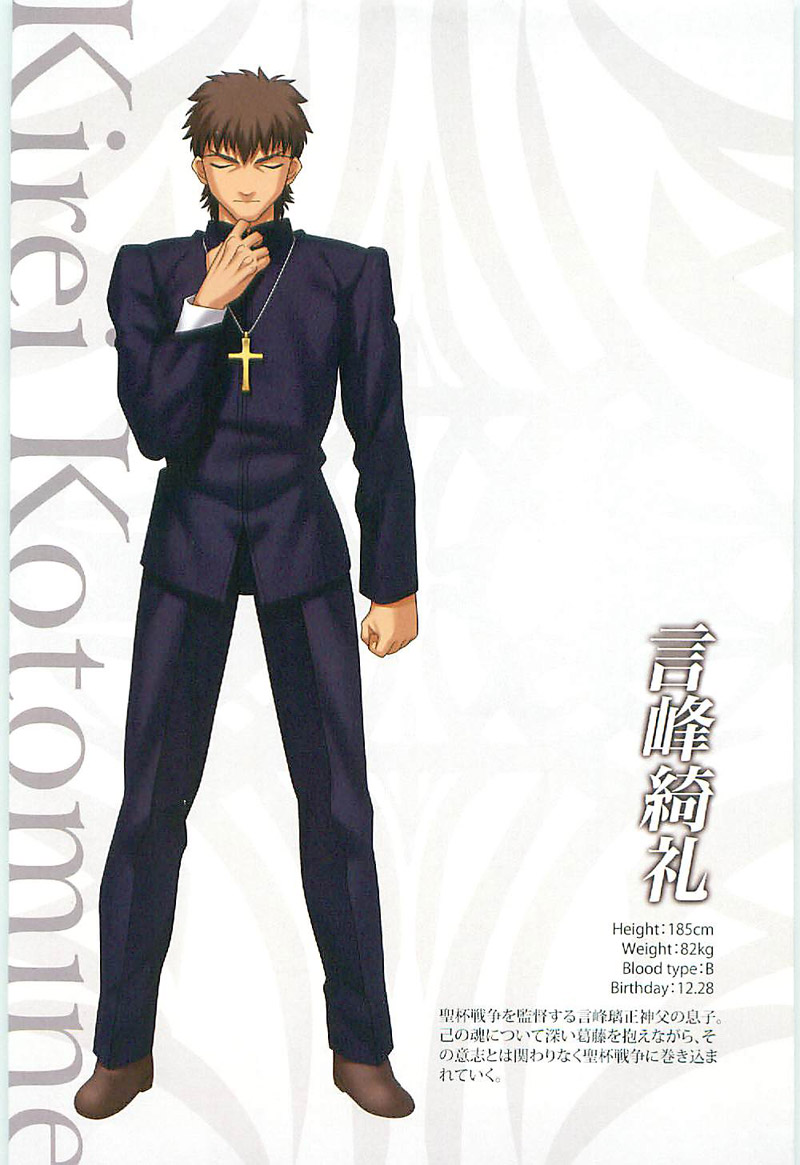 Kirei Kotomine
言峰綺礼
Height：185cm
Weight：82kg
Blood type：B
Birthday：12.28
聖杯戦争を監督する言峰璃正神父の息子。
己の魂について深い葛藤を抱えながら、そ
の意志とは関わりなく聖杯戦争に巻き込ま
れていく。